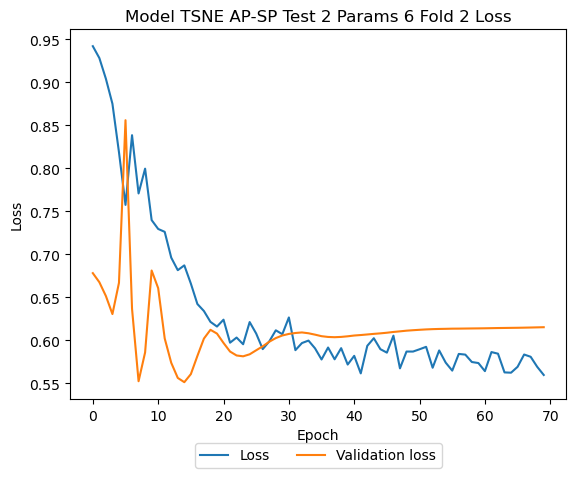 Model TSNE AP-SP Test 2 Params 6 Fold 2 Loss
0.95
0.90
0.85
0.80
0.75
0.70
0.65
0.60
0.55
Loss
0 10 20 30 40 50 60 70
Epoch
Loss Validation loss